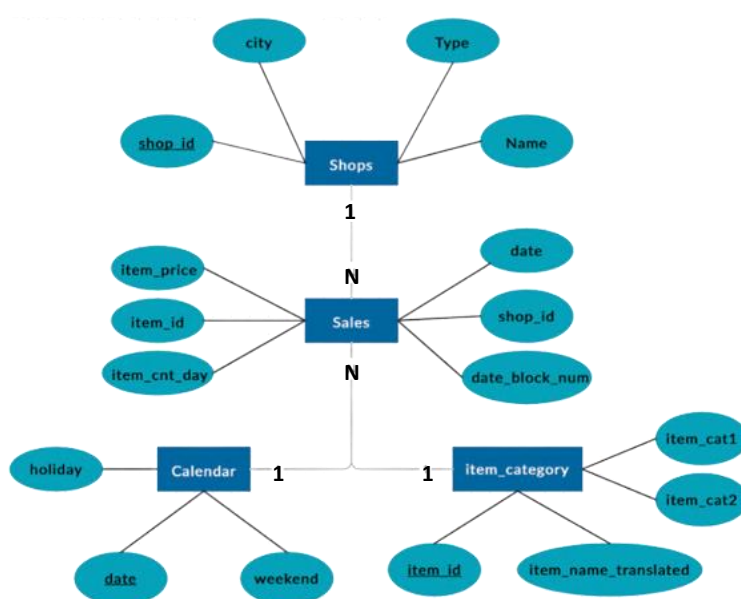 city
Type
shop_id
Name
Shops
1
N
item_price
date
item_id
Sales
shop_id
item_cnt_day
N
date_block_num
holiday
Calendar
1
1
item_category
item_cat1
item_cat2
date
weekend
item_id
item_name_translated